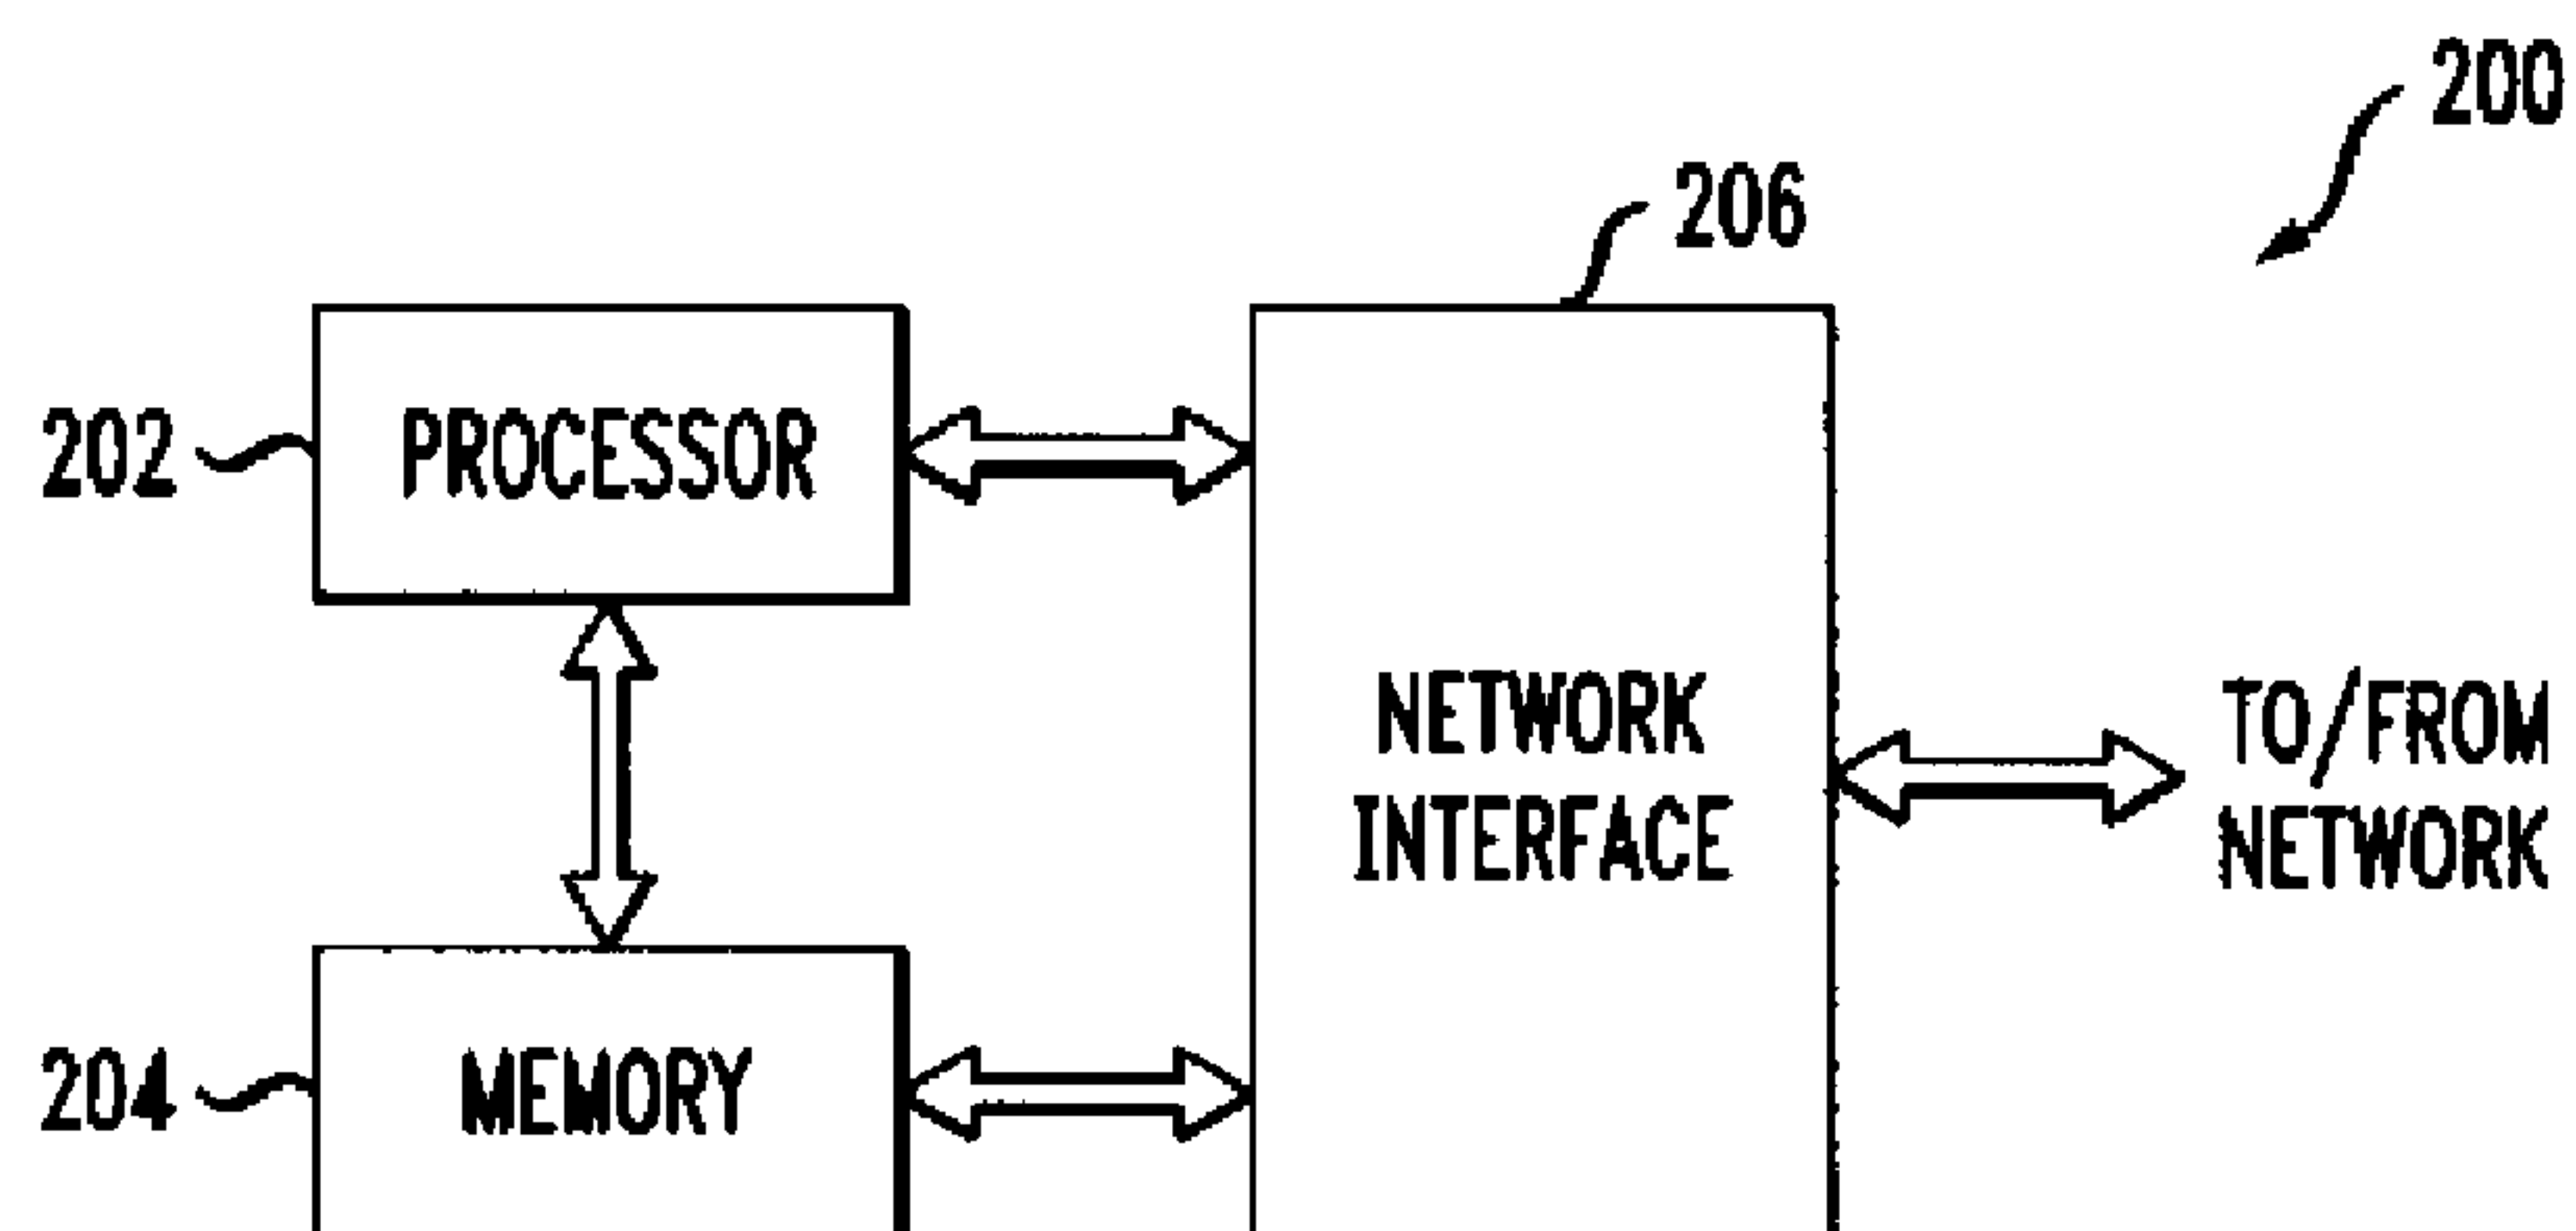 200
206
202
PROCESSOR
NETWORK
INTERFACE
TO/FROM
NETWORK
204
MEMORY